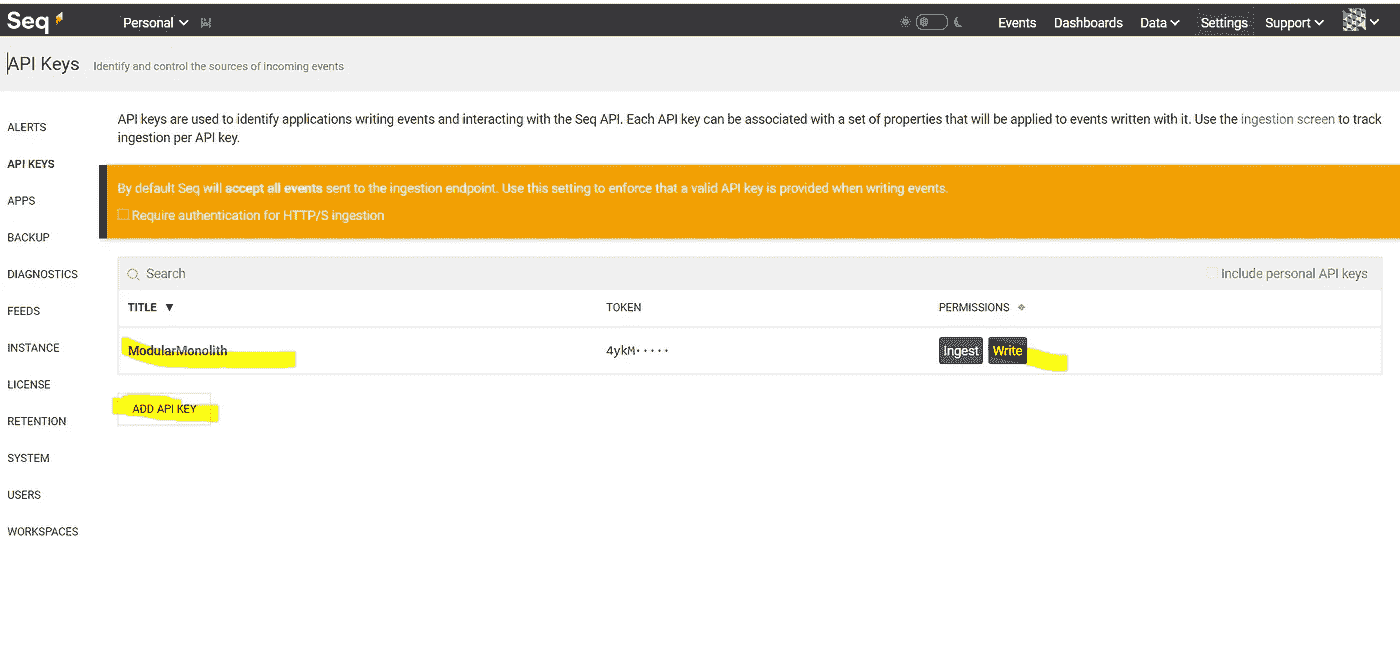 Seq
Personal
Events Dashboards Data Settings Support
API Keys Identify and control the sources of incoming events
ALERTS
API KEYS
APPS
BACKUP
DIAGNOSTICS
FEEDS
INSTANCE
LICENSE
RETENTION
SYSTEM
USERS
WORKSPACES
API keys are used to identify applications writing events and interacting with the Seq API. Each API key can be associated with a set of properties that will be applied to events written with it. Use the ingestion screen to track
ingestion per API key.
By default Seq will accept all events sent to the ingestion endpoint. Use this setting to enforce that a valid API key is provided when writing events.
Require authentication for HTTP/S ingestion
Search Include personal API keys
TITLE ▼ TOKEN PERMISSIONS
ModularMonolith 4ykM····· Ingest Write
ADD API KEY